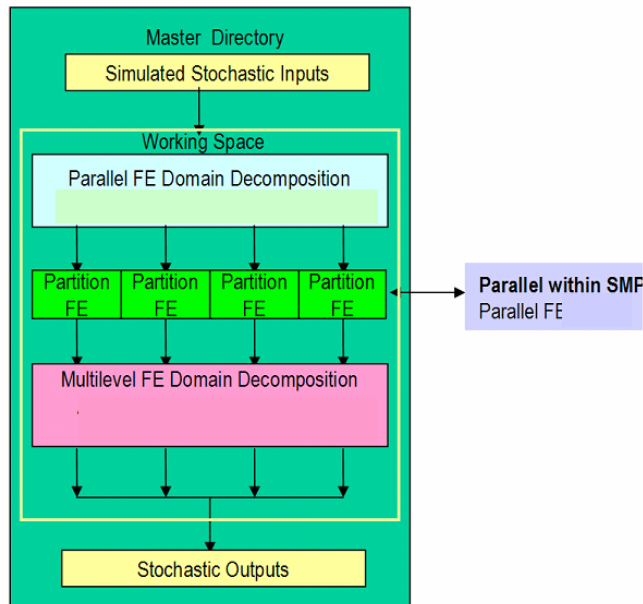 Master Directory
Simulated Stochastic Inputs
Working Space
Parallel FE Domain Decomposition
Partition FE
Partition FE
Partition FE
Partition FE
Parallel within SMP
Parallel FE
Multilevel FE Domain Decomposition
Stochastic Outputs